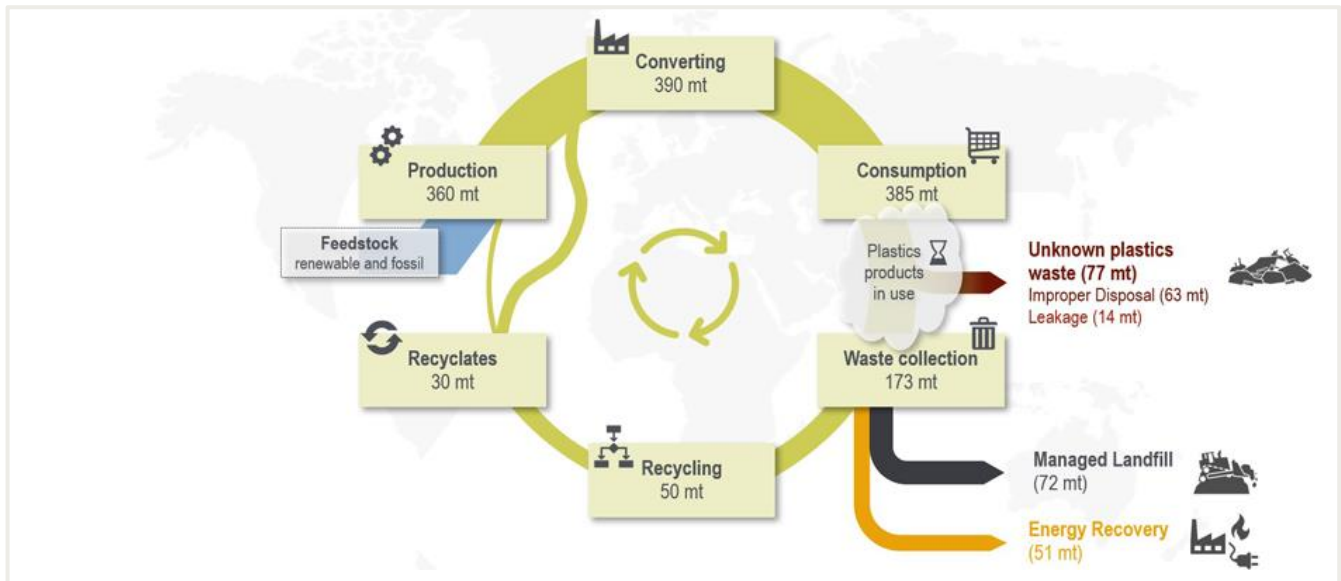 Converting
390 mt
Production
360 mt
Consumption
385 mt
Feedstock
renewable and fossil
Plastics
products
in use
Unknown plastics
waste (77 mt)
Improper Disposal (63 mt)
Leakage (14 mt)
Recyclates
30 mt
Waste collection
173 mt
Recycling
50 mt
Managed Landfill
(72 mt)
Energy Recovery
(51 mt)